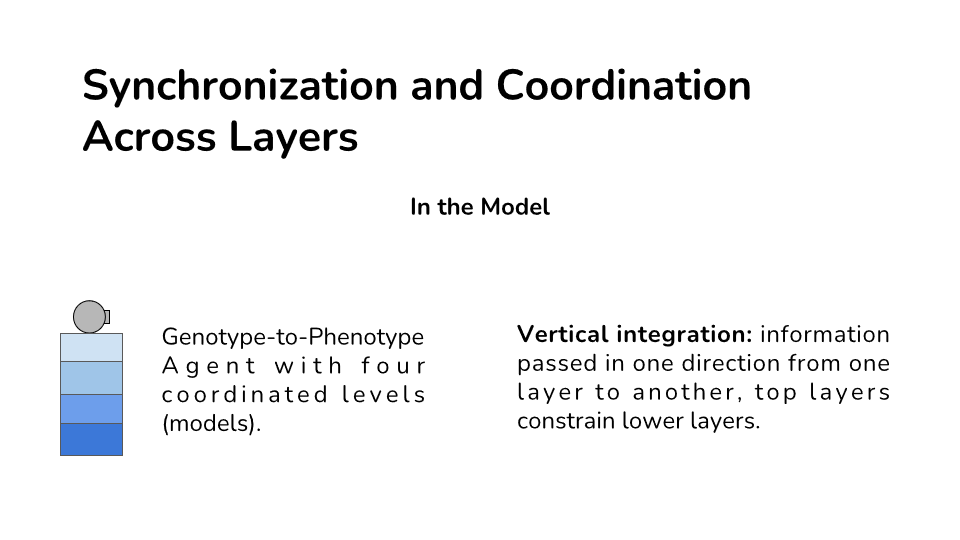 Synchronization and Coordination
Across Layers
In the Model
Genotype-to-Phenotype
Agent with four
coordinated levels
(models).
Vertical integration: information
passed in one direction from one
layer to another, top layers
constrain lower layers.